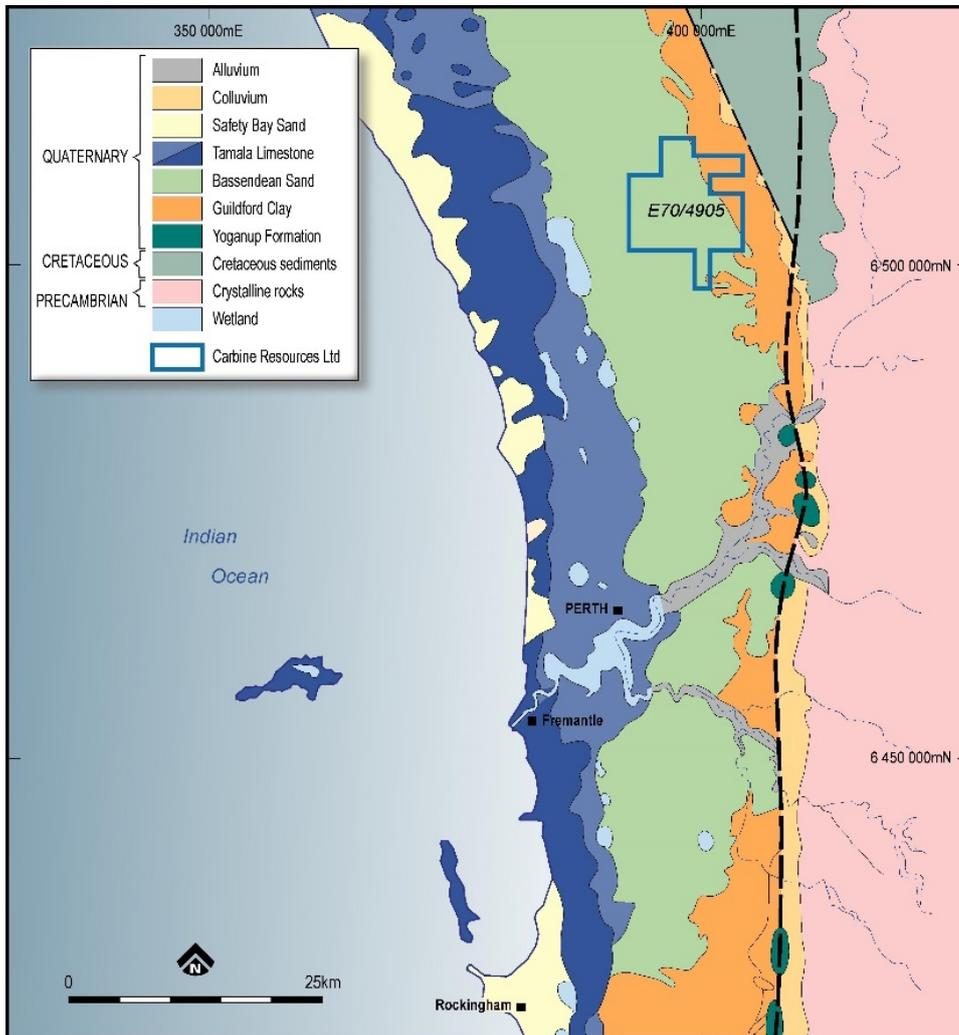 350 000mE
400 000mE
Alluvium
Colluvium
Safety Bay Sand
QUATERNARY
Tamala Limestone
Bassendean Sand
Guildford Clay
Yoganup Formation
CRETACEOUS
Cretaceous sediments
PRECAMBRIAN
Crystalline rocks
Wetland
Carbine Resources Ltd
E70/4905
6 500 000mN
Indian
Ocean
PERTH
Fremantle
6 450 000mN
N
0
25km
Rockingham